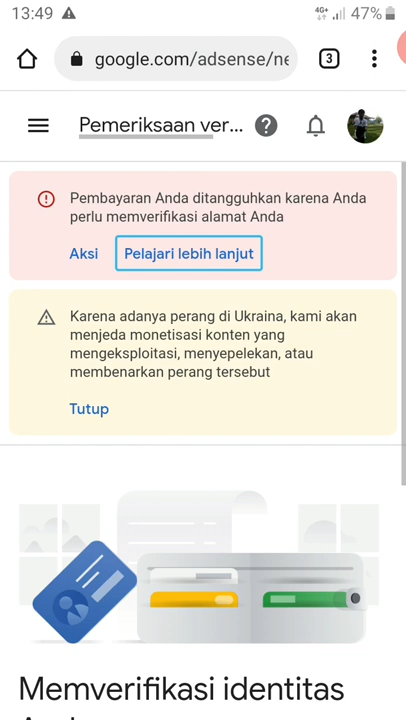 13:49 4G+ 47%
google.com/adsense/ne
3
Pemeriksaan ver...
Pembayaran Anda ditangguhkan karena Anda
perlu memverifikasi alamat Anda
Aksi Pelajari lebih lanjut
Karena adanya perang di Ukraina, kami akan
menjeda monetisasi konten yang
mengeksploitasi, menyepelekan, atau
membenarkan perang tersebut
Tutup
Memverifikasi identitas